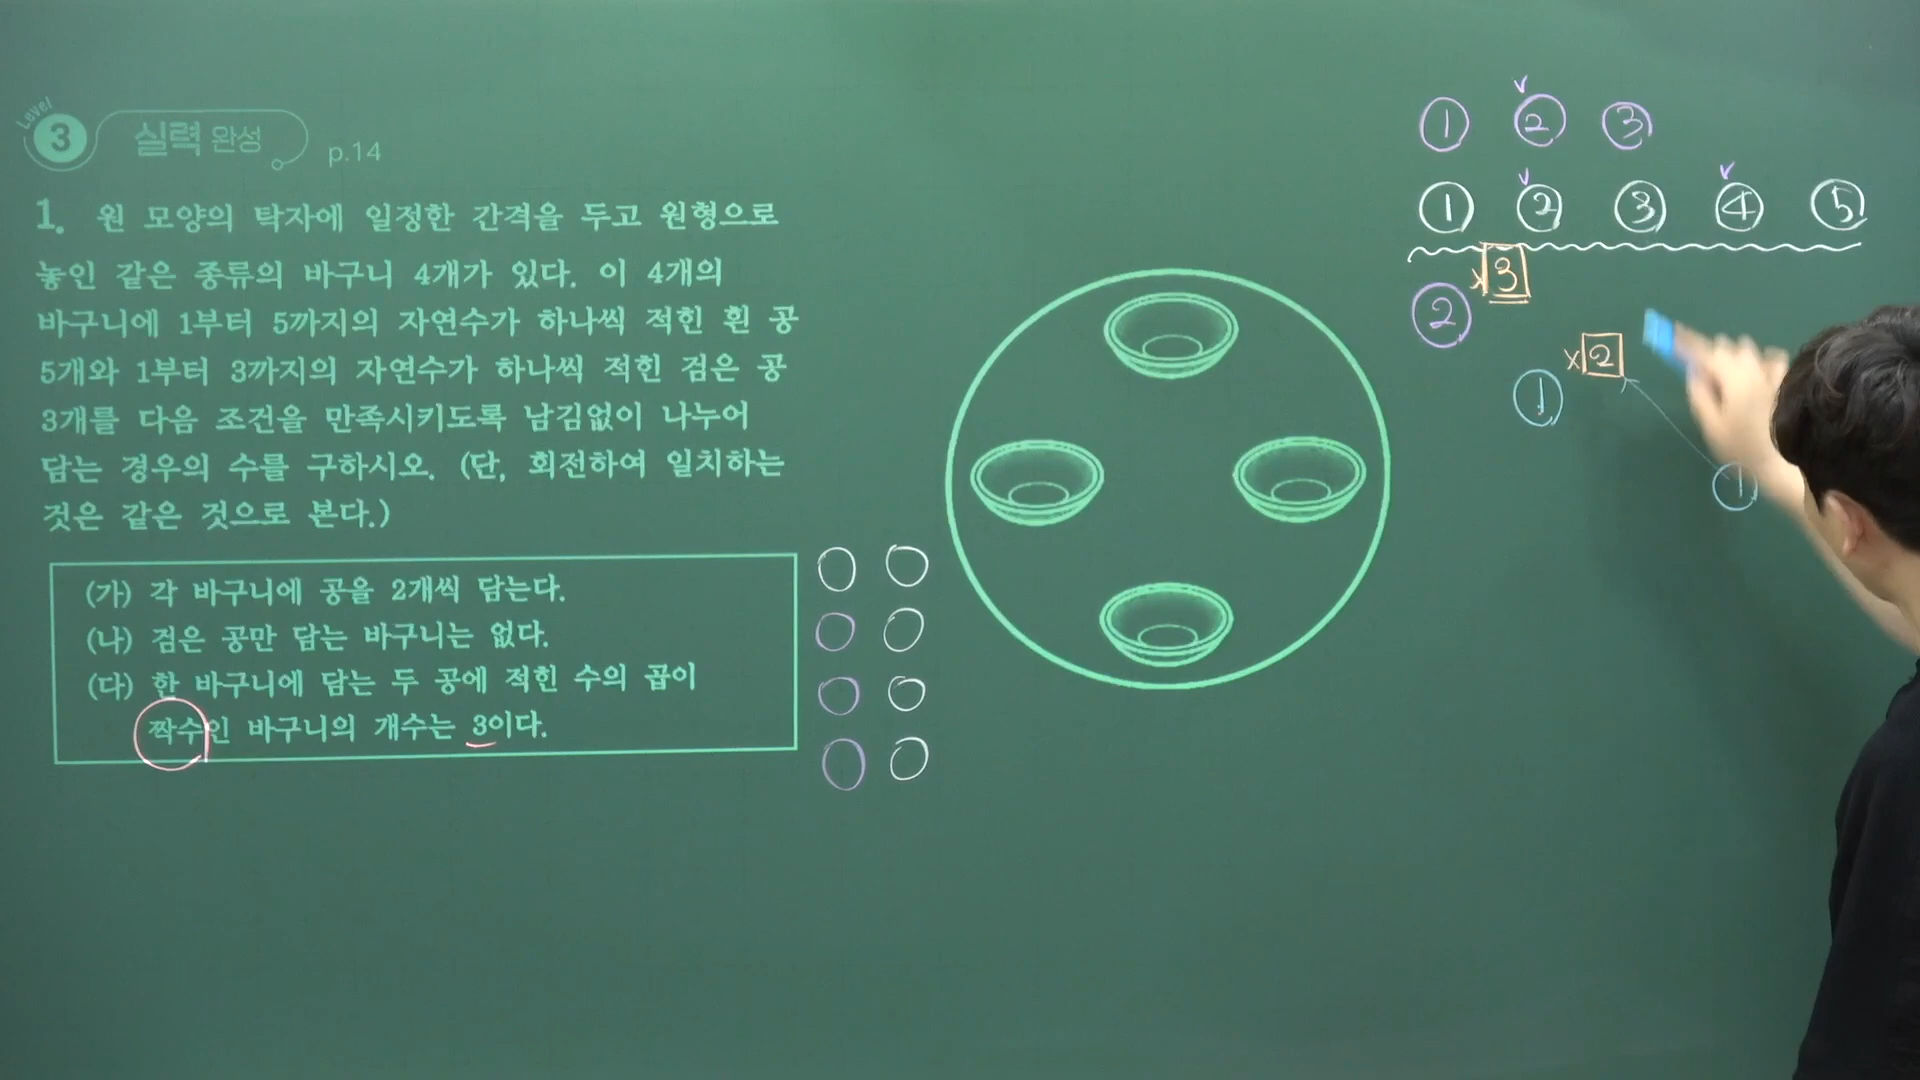 Level
3 실력 완성 p.14
1. 원 모양의 탁자에 일정한 간격을 두고 원형으로
놓인 같은 종류의 바구니 4개가 있다. 이 4개의
바구니에 1부터 5까지의 자연수가 하나씩 적힌 흰 공
5개와 1부터 3까지의 자연수가 하나씩 적힌 검은 공
3개를 다음 조건을 만족시키도록 남김없이 나누어
담는 경우의 수를 구하시오. (단, 회전하여 일치하는
것은 같은 것으로 본다.)
(가) 각 바구니에 공을 2개씩 담는다.
(나) 검은 공만 담는 바구니는 없다.
(다) 한 바구니에 담는 두 공에 적힌 수의 곱이
짝수인 바구니의 개수는 3이다.
① ② ③
① ② ③ ④ ⑤
② ×3
① ×2
①